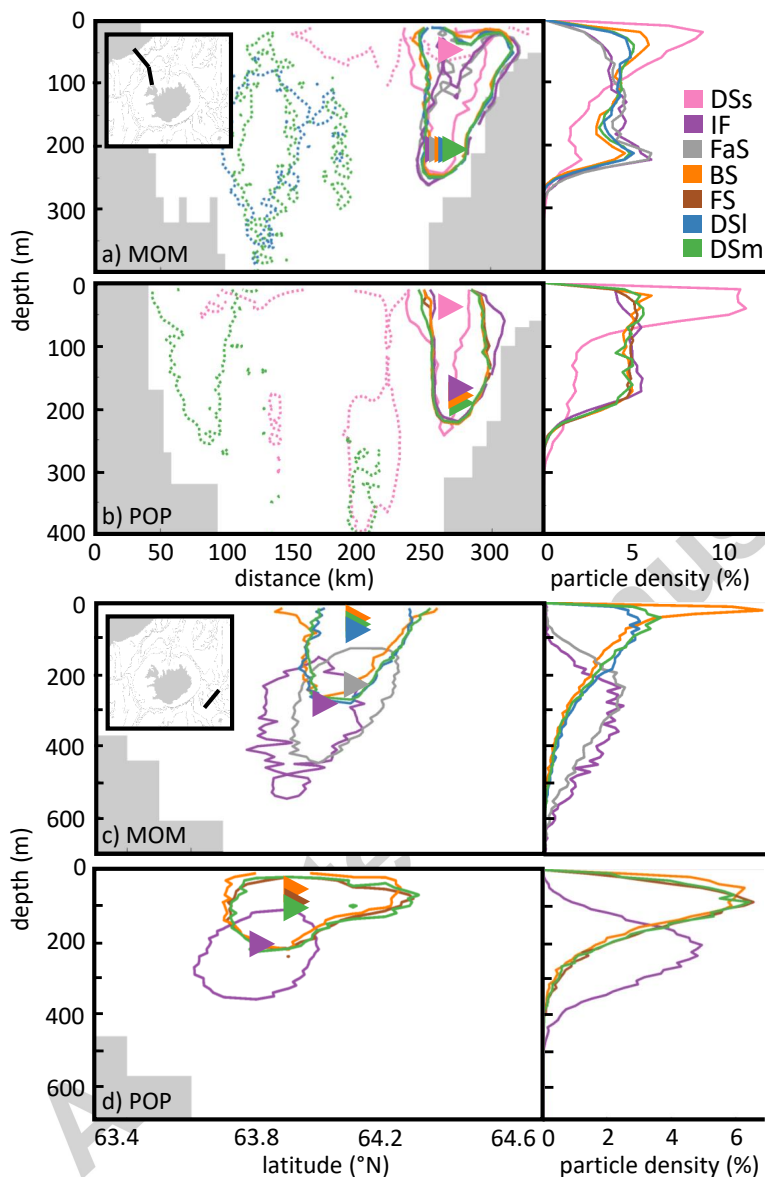 0
100
200
300
a) MOM
DSs
IF
FaS
BS
FS
DSl
DSm
depth (m)
0
100
200
300
400
b) POP
0 50 100 150 200 250 300
0 5 10
distance (km)
particle density (%)
0
200
400
600
c) MOM
depth (m)
0
200
400
600
d) POP
63.4 63.8 64.2 64.6
0 2 4 6
latitude (°N)
particle density (%)